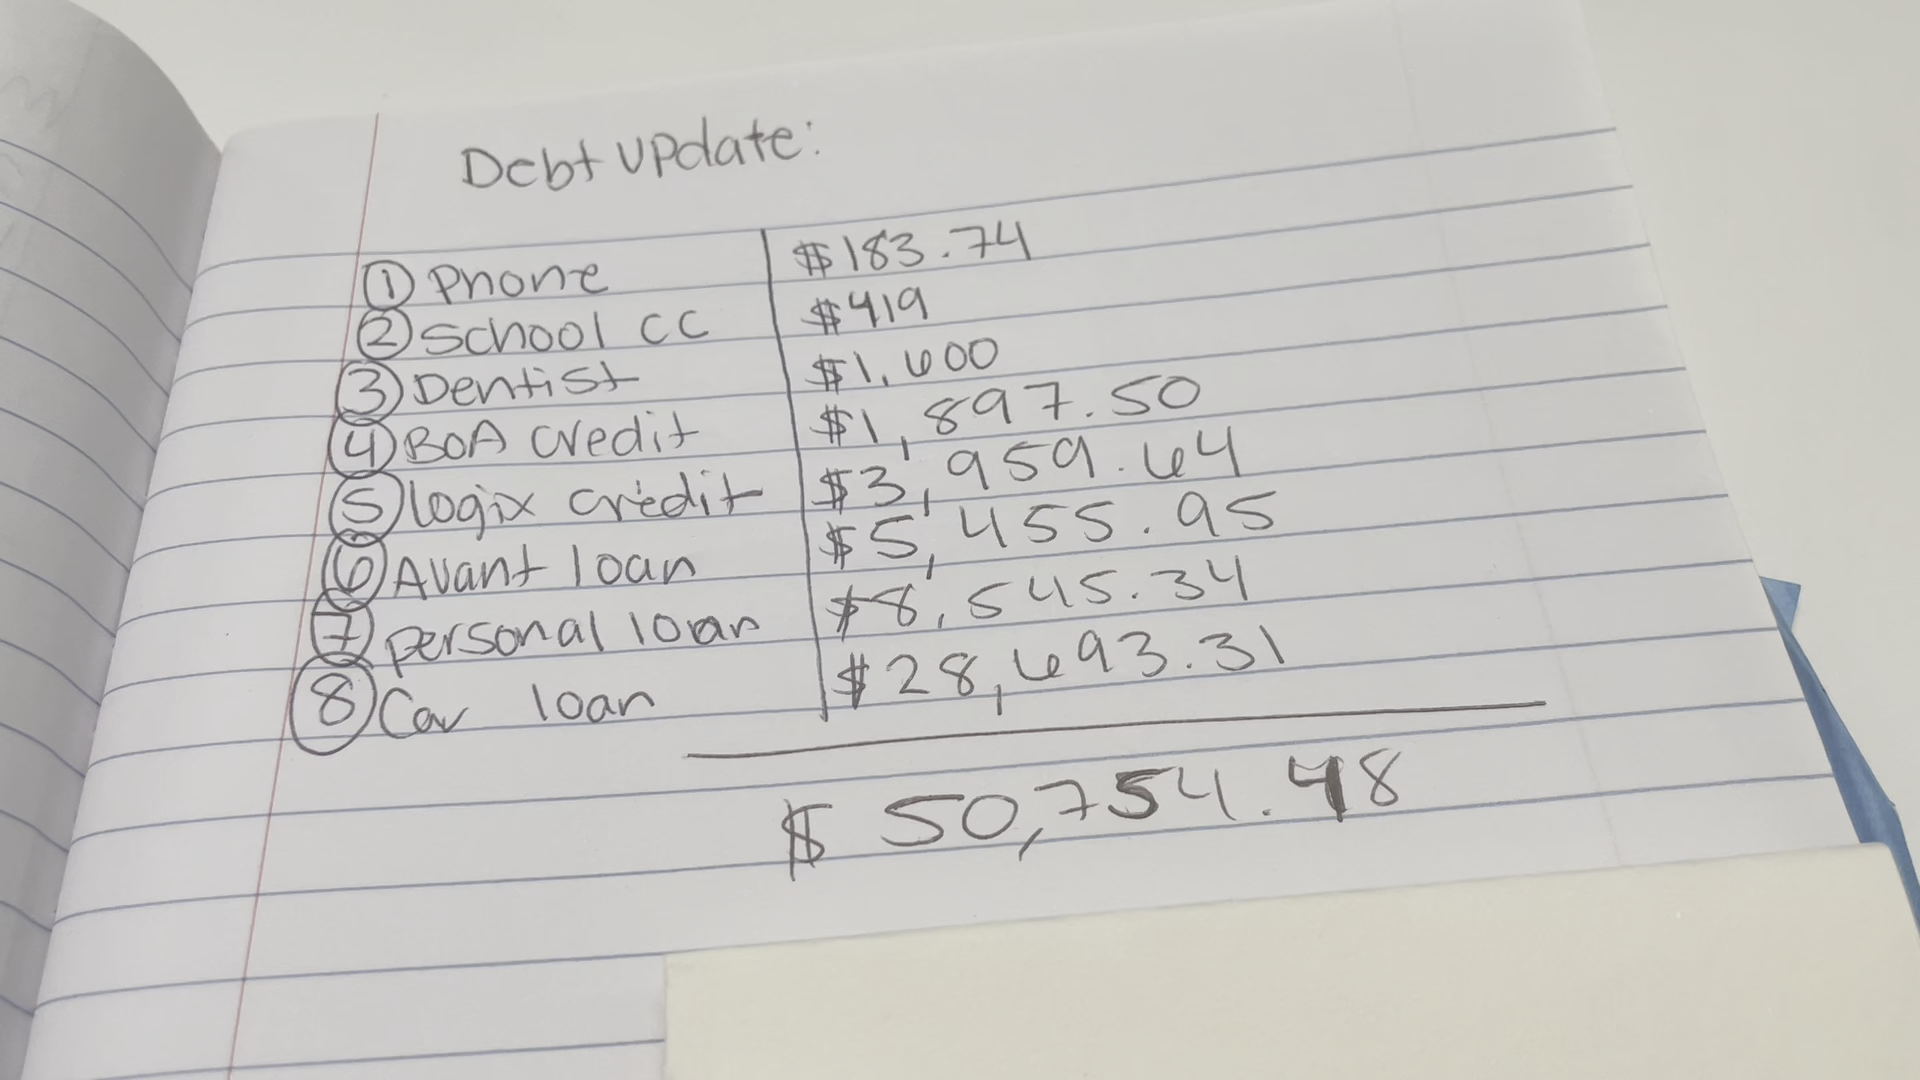 Debt update:
① Phone $183.74
② School CC $419
③ Dentist $1,600
④ BOA credit $1,897.50
⑤ logix credit $3,959.64
⑥ Avant loan $5,455.95
⑦ personal loan $8,545.34
⑧ Car loan $28,693.31
$ 50,754.48